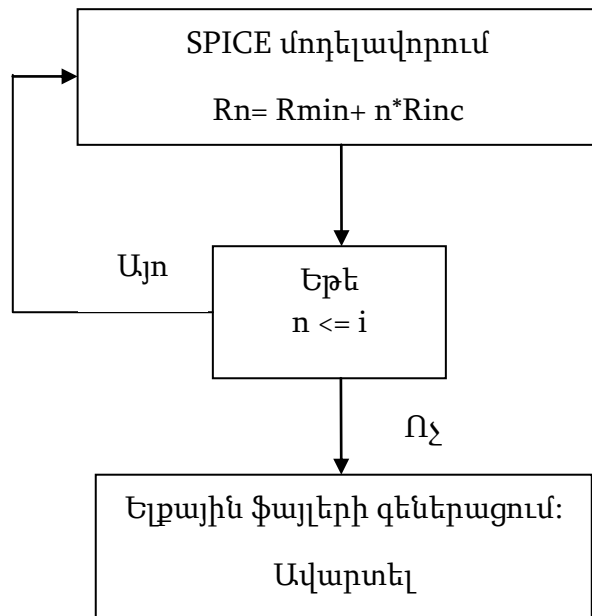 SPICE մոդելավորում
Rn= Rmin+ n*Rinc
Այո
Եթե
n <= i
Ոչ
Ելքային ֆայլերի գեներացում:
Ավարտել